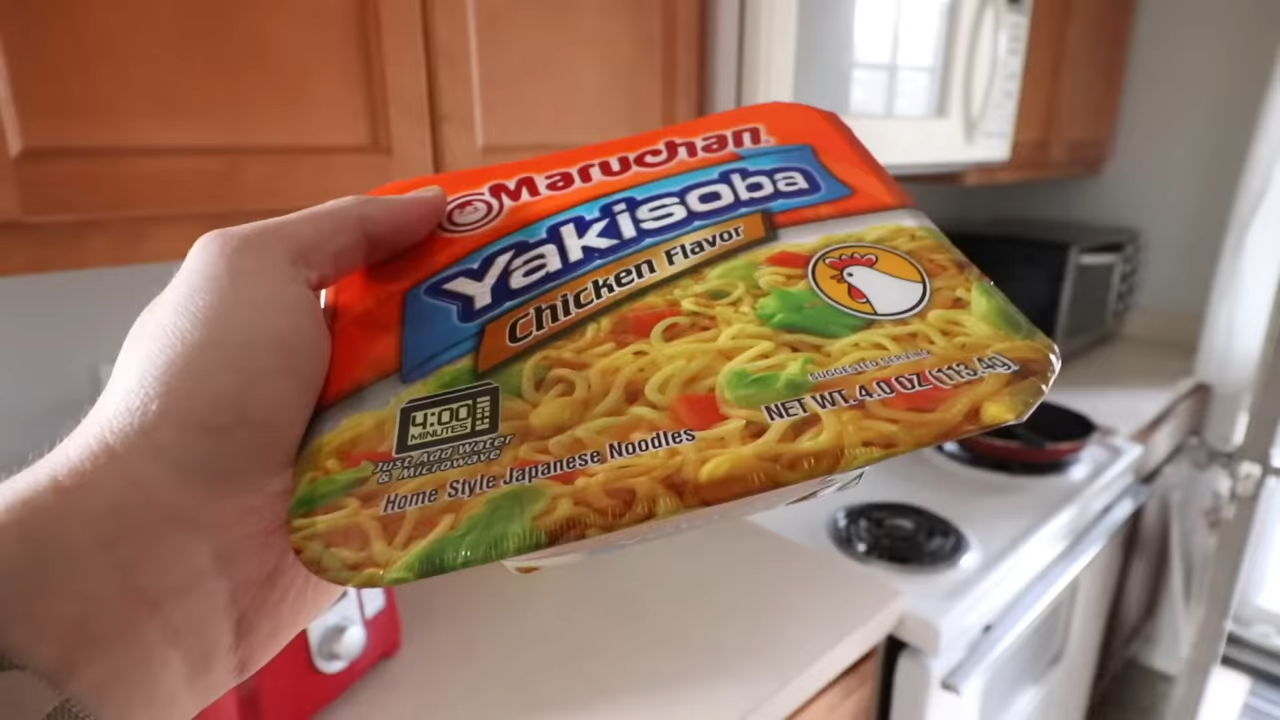 Maruchan®
Yakisoba
Chicken Flavor
SUGGESTED SERVING
NET WT. 4.0 OZ (113.4g)
4:00
MINUTES
Just Add Water
& Microwave
Home Style Japanese Noodles